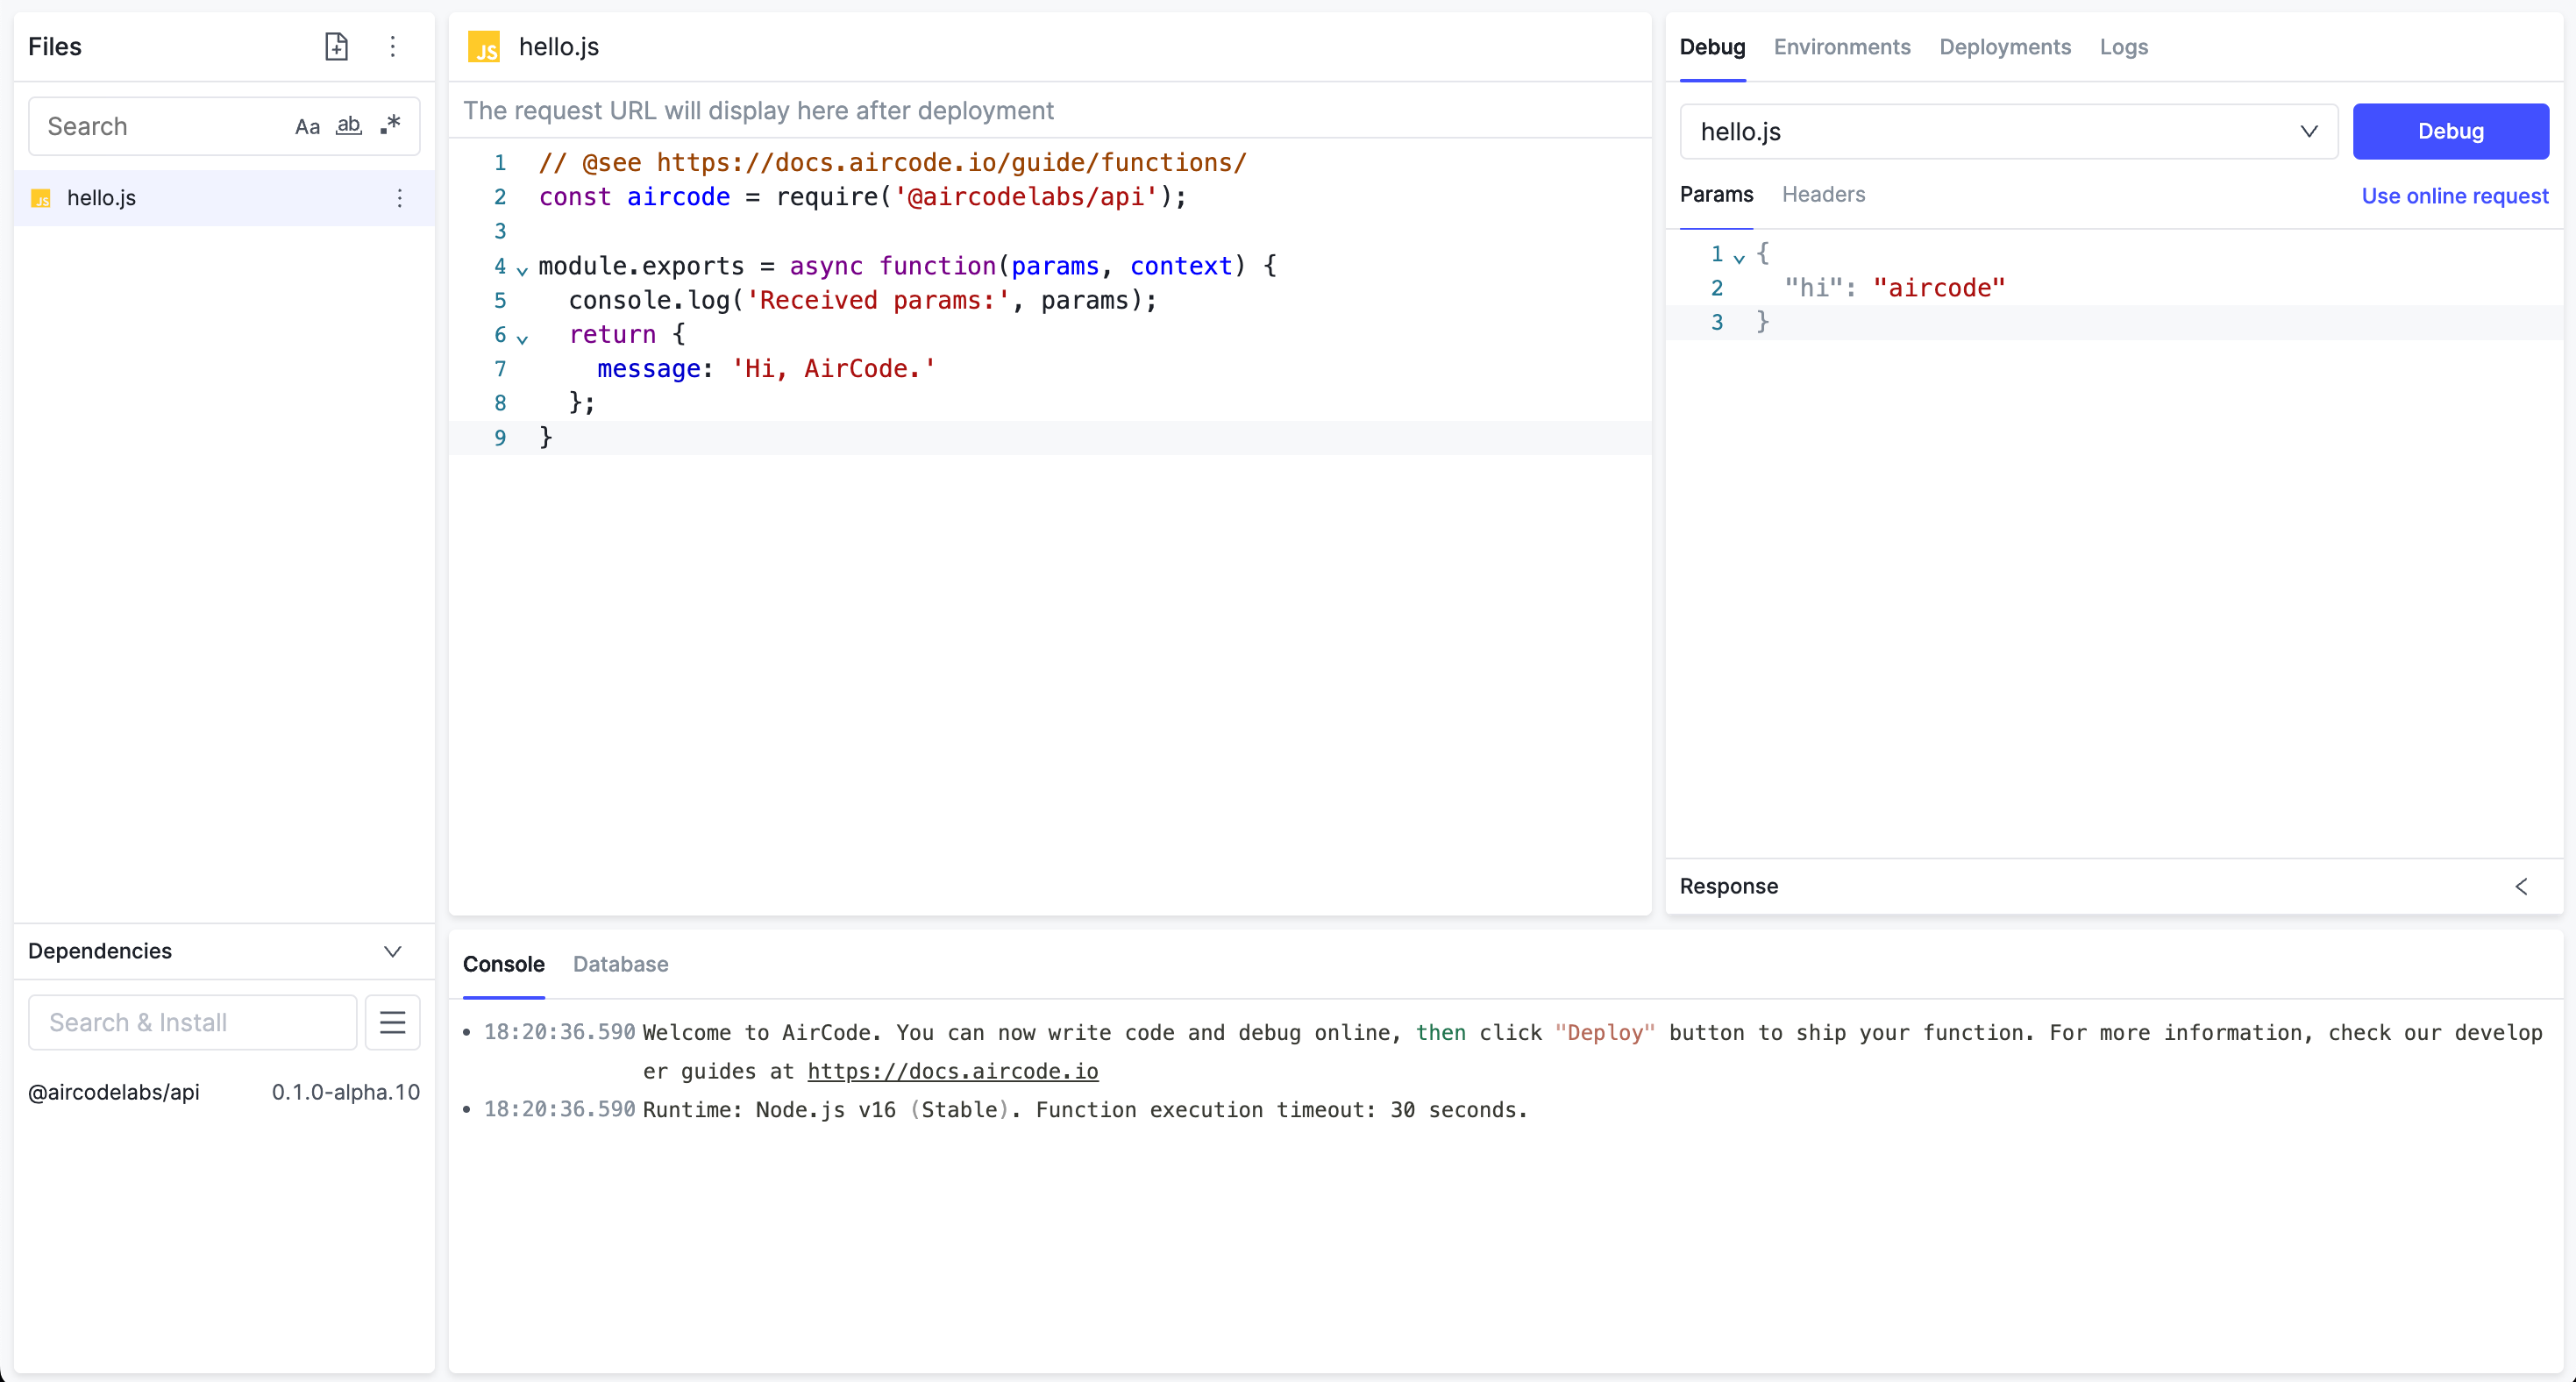 Files
Search Aa ab .*
JS hello.js
Dependencies
Search & Install
@aircodelabs/api 0.1.0-alpha.10
JS hello.js
The request URL will display here after deployment
1 // @see https://docs.aircode.io/guide/functions/
2 const aircode = require('@aircodelabs/api');
3
4 module.exports = async function(params, context) {
5 console.log('Received params:', params);
6 return {
7 message: 'Hi, AirCode.'
8 };
9 }
Debug Environments Deployments Logs
hello.js Debug
Params Headers Use online request
1 {
2 "hi": "aircode"
3 }
Response
Console Database
• 18:20:36.590 Welcome to AirCode. You can now write code and debug online, then click "Deploy" button to ship your function. For more information, check our develop
er guides at https://docs.aircode.io
• 18:20:36.590 Runtime: Node.js v16 (Stable). Function execution timeout: 30 seconds.